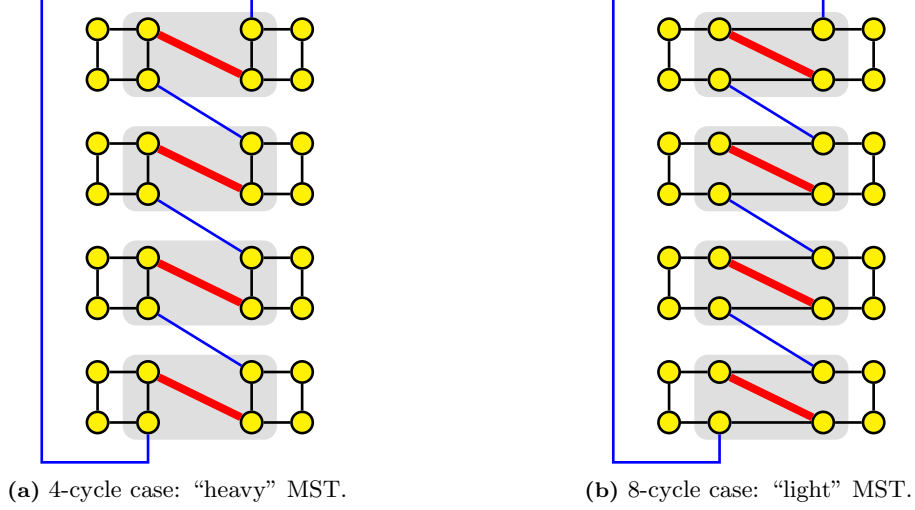 (a) 4-cycle case: “heavy” MST.
(b) 8-cycle case: “light” MST.